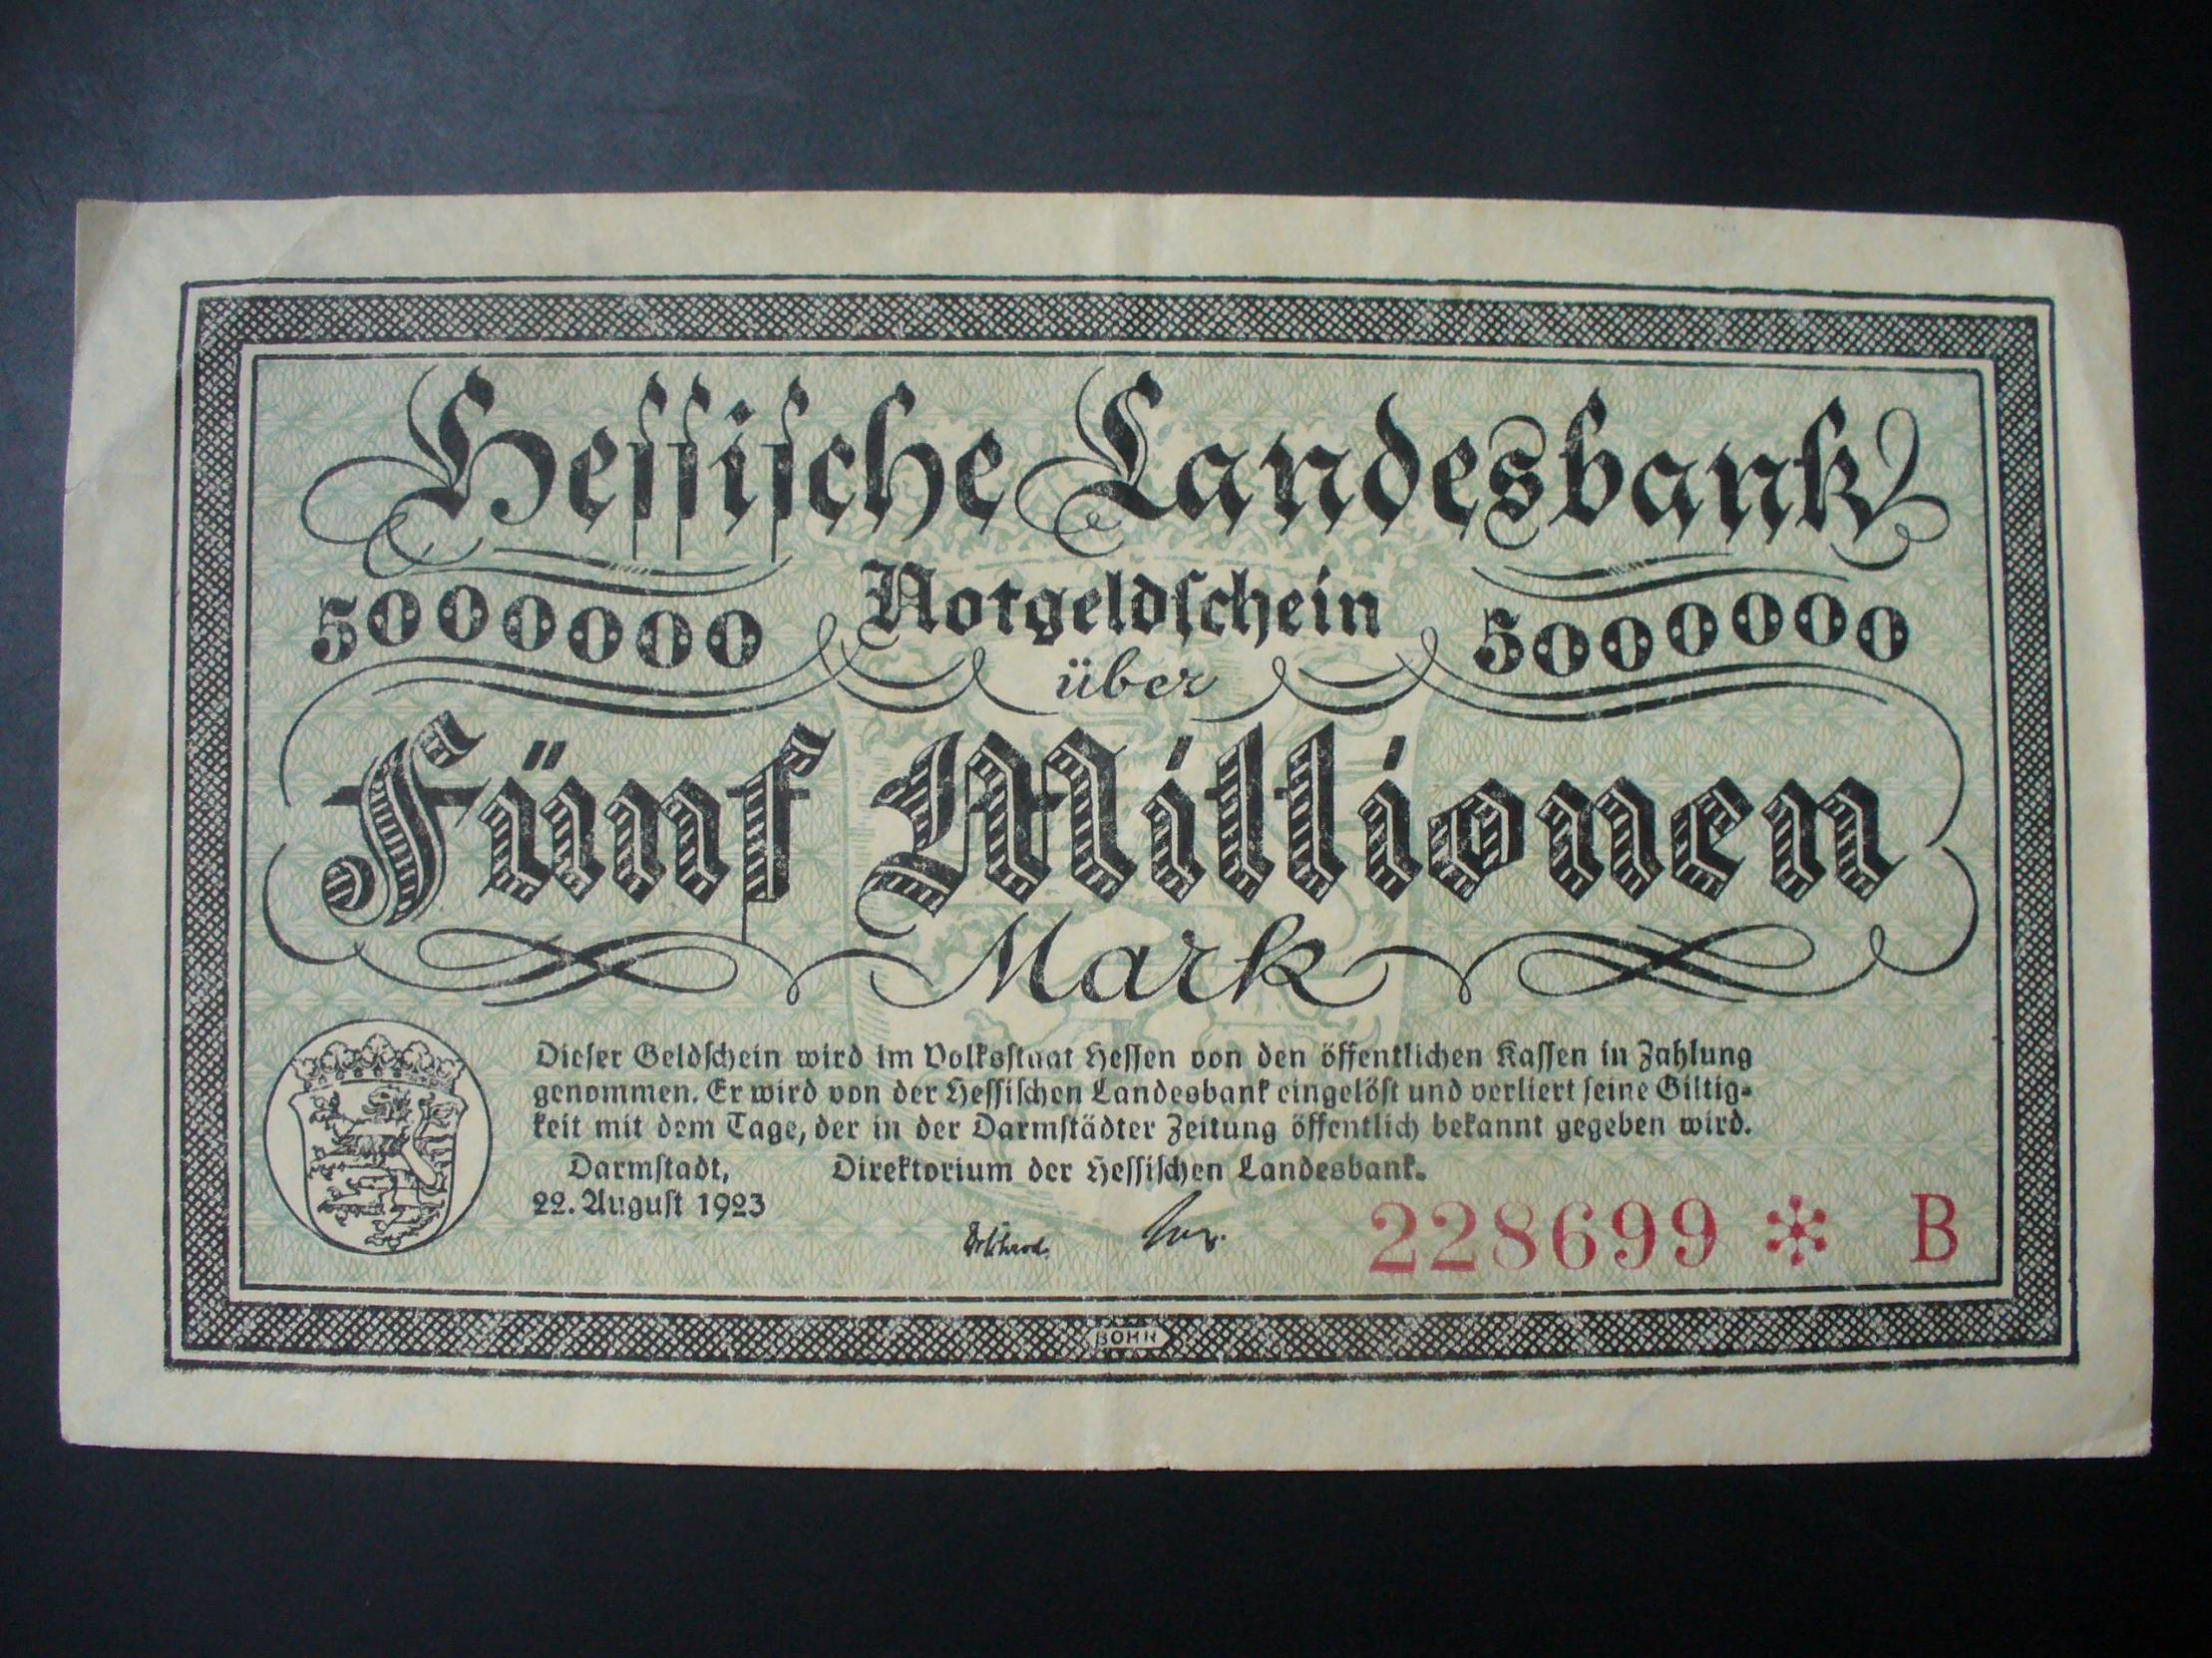 Hessische Landesbank
5000000 Notgeldschein 5000000
über
Fünf Millionen
Mark
Dieser Geldschein wird im Volksstaat Hessen von den öffentlichen Kassen in Zahlung
genommen. Er wird von der Hessischen Landesbank eingelöst und verliert seine Giltig-
keit mit dem Tage, der in der Darmstädter Zeitung öffentlich bekannt gegeben wird.
Darmstadt, Direktorium der Hessischen Landesbank.
22. August 1923
228699 * B
BOHN